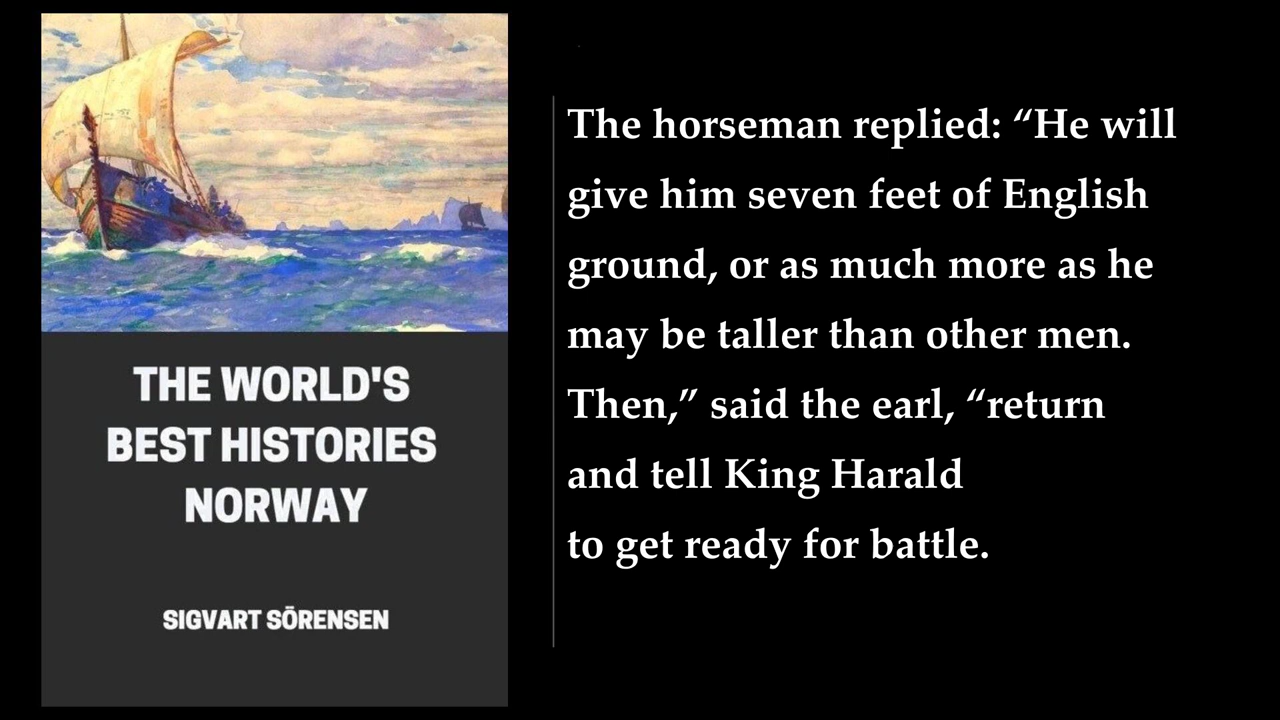 THE WORLD'S
BEST HISTORIES
NORWAY
SIGVART SÖRENSEN
The horseman replied: “He will
give him seven feet of English
ground, or as much more as he
may be taller than other men.
Then,” said the earl, “return
and tell King Harald
to get ready for battle.